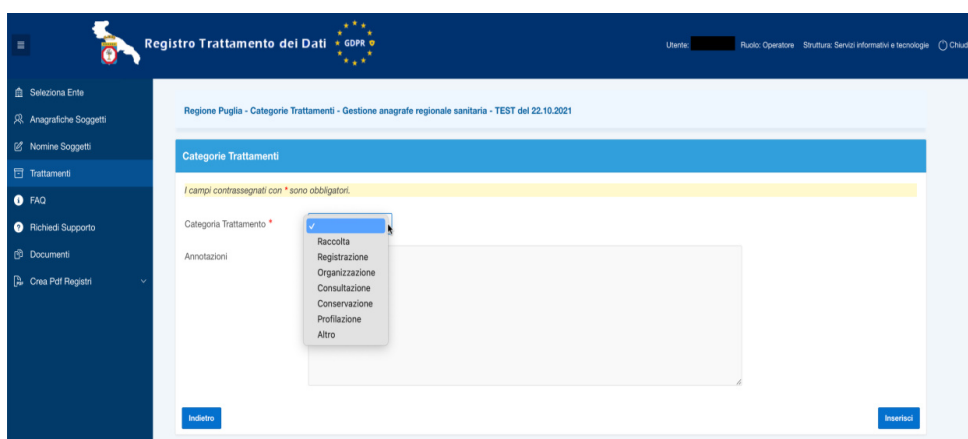 Registro Trattamento dei Dati
GDPR
Utente:
Ruolo: Operatore
Struttura: Servizi informativi e tecnologie
Chiud
Seleziona Ente
Anagrafiche Soggetti
Nomine Soggetti
Trattamenti
FAQ
Richiedi Supporto
Documenti
Crea Pdf Registri
Regione Puglia - Categorie Trattamenti - Gestione anagrafe regionale sanitaria - TEST del 22.10.2021
Categorie Trattamenti
I campi contrassegnati con * sono obbligatori.
Categoria Trattamento *
Raccolta
Registrazione
Organizzazione
Consultazione
Conservazione
Profilazione
Altro
Annotazioni
Indietro
Inserisci